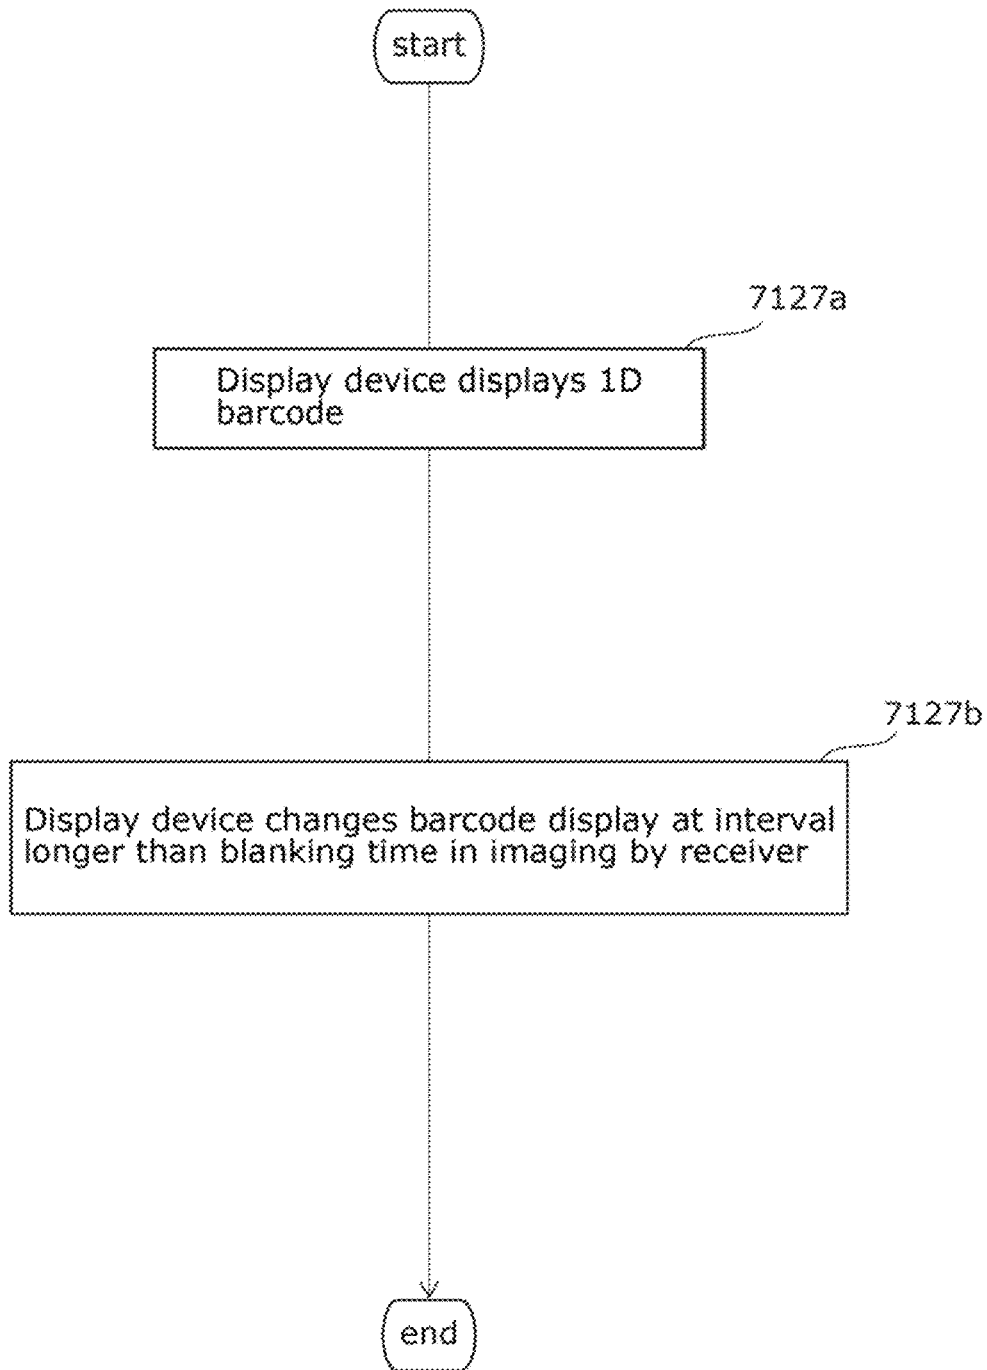 start
7127a
Display device displays 1D
barcode
7127b
Display device changes barcode display at interval
longer than blanking time in imaging by receiver
end